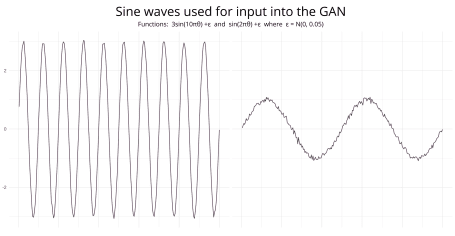 Sine waves used for input into the GAN
Functions: 3sin(10πθ)+ε and sin(2πθ)+ε where ε = N(0, 0.05)
2
0
-2